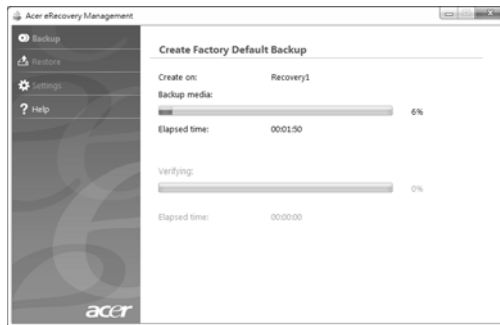 Acer eRecovery Management
Backup
Restore
Settings
? Help
Create Factory Default Backup
Create on: Recovery1
Backup media:
6%
Elapsed time: 00:01:50
Verifying:
0%
Elapsed time: 00:00:00
acer